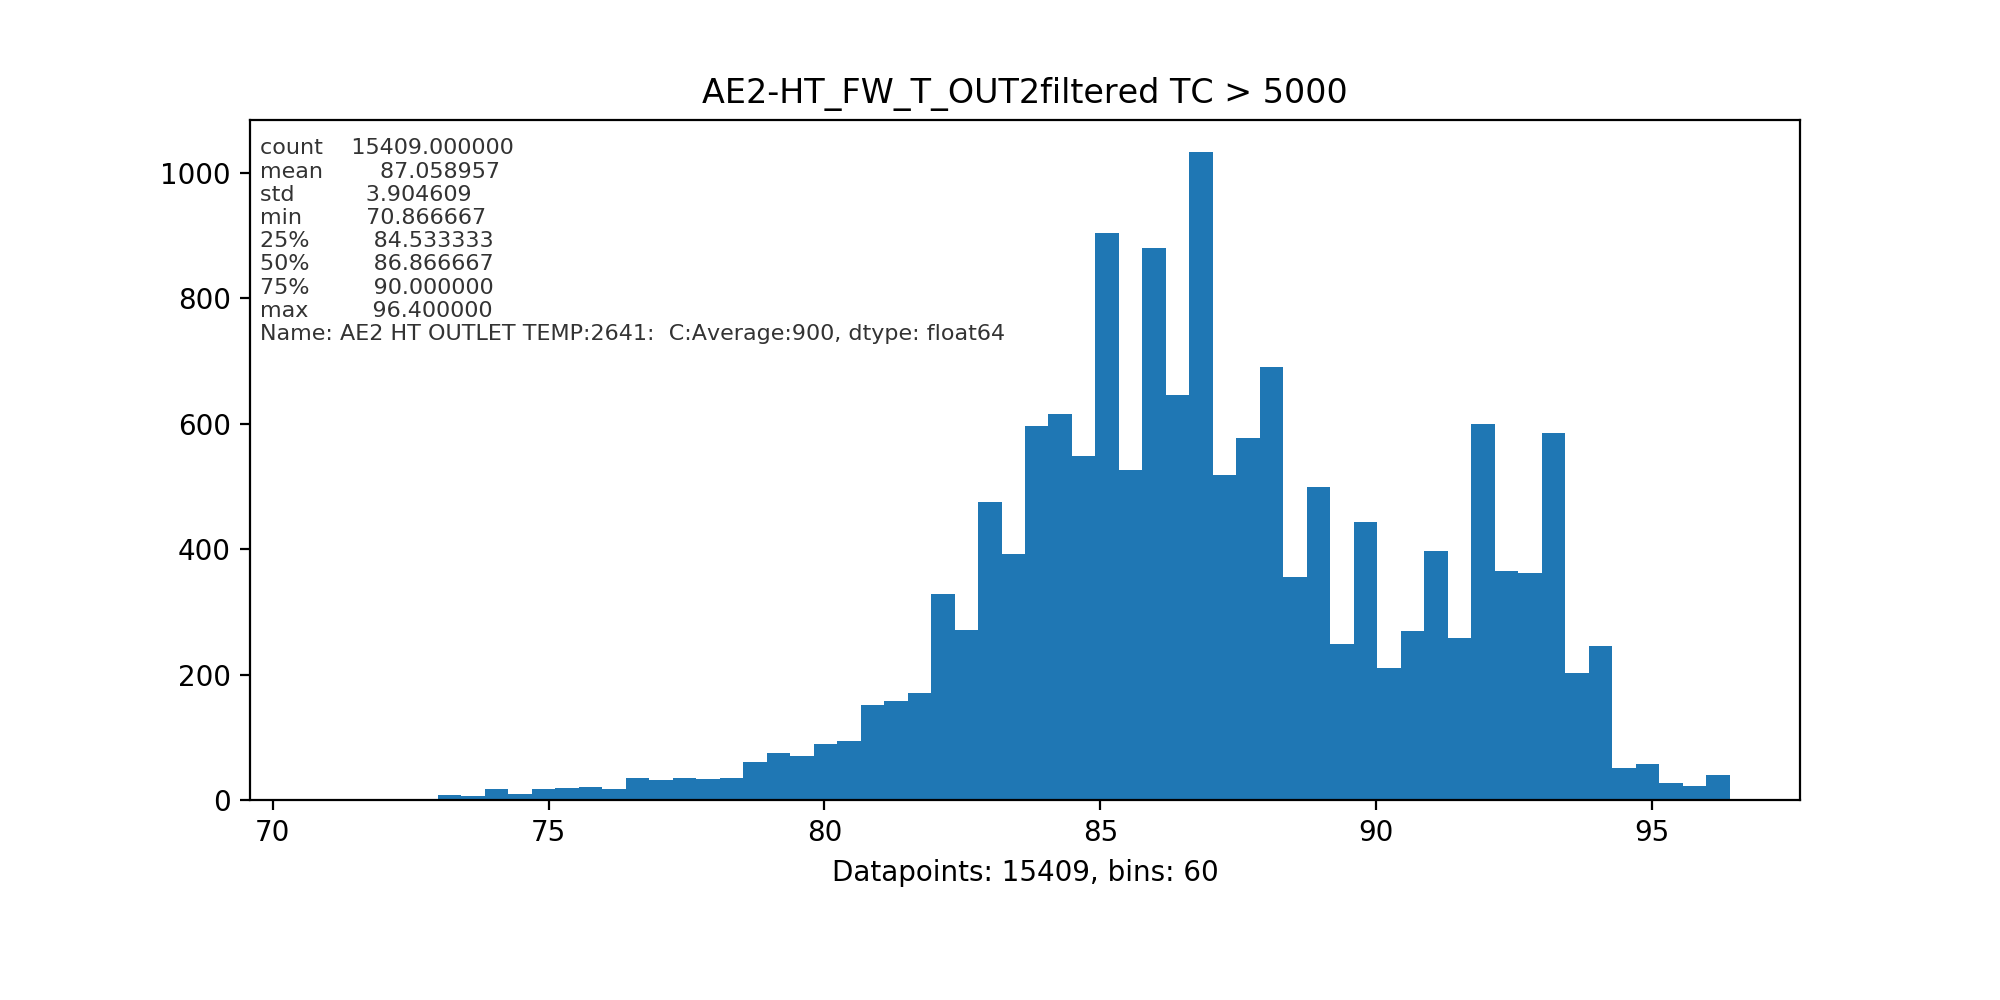 AE2-HT_FW_T_OUT2filtered TC > 5000
count 15409.000000
mean 87.058957
std 3.904609
min 70.866667
25% 84.533333
50% 86.866667
75% 90.000000
max 96.400000
Name: AE2 HT OUTLET TEMP:2641:  C:Average:900, dtype: float64
1000
800
600
400
200
0
70 75 80 85 90 95
Datapoints: 15409, bins: 60